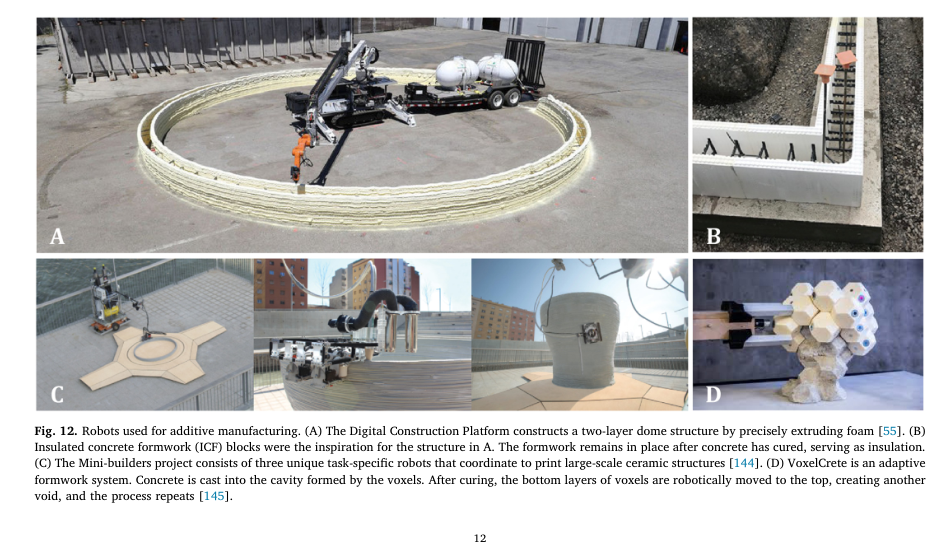 A
B
C
D
Fig. 12. Robots used for additive manufacturing. (A) The Digital Construction Platform constructs a two-layer dome structure by precisely extruding foam [55]. (B)
Insulated concrete formwork (ICF) blocks were the inspiration for the structure in A. The formwork remains in place after concrete has cured, serving as insulation.
(C) The Mini-builders project consists of three unique task-specific robots that coordinate to print large-scale ceramic structures [144]. (D) VoxelCrete is an adaptive
formwork system. Concrete is cast into the cavity formed by the voxels. After curing, the bottom layers of voxels are robotically moved to the top, creating another
void, and the process repeats [145].
12